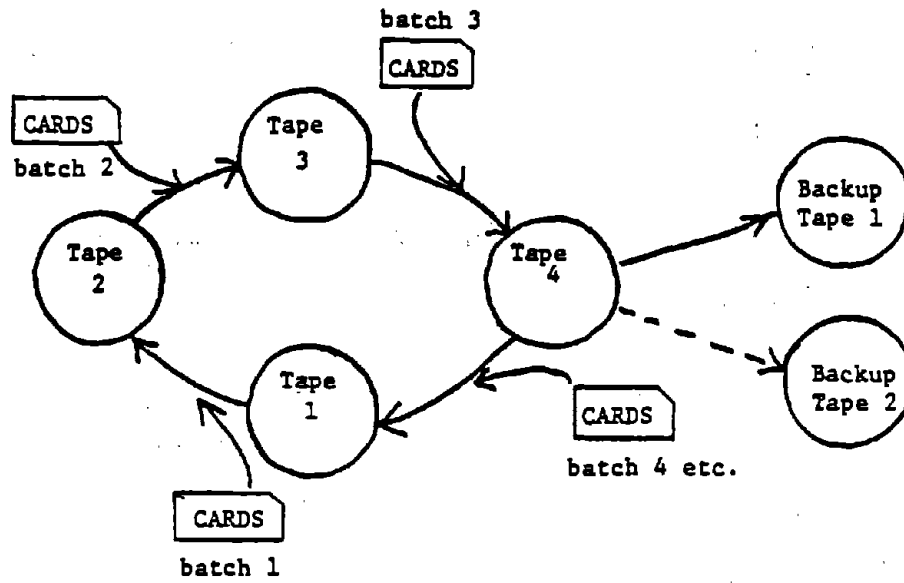 batch 3
CARDS
CARDS
batch 2
Tape
3
Backup
Tape 1
Tape
2
Tape
4
Tape
1
Backup
Tape 2
CARDS
batch 4 etc.
CARDS
batch 1